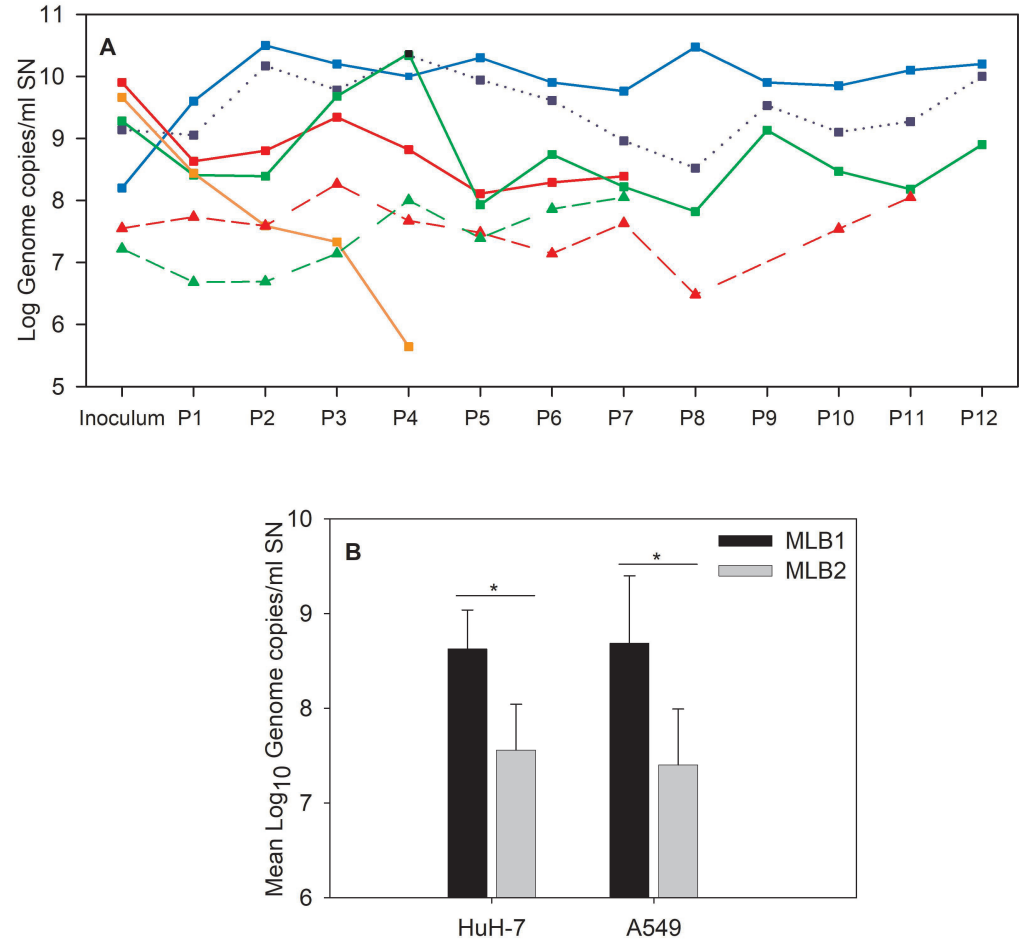 A
Log Genome copies/ml SN
11
10
9
8
7
6
5
Inoculum P1 P2 P3 P4 P5 P6 P7 P8 P9 P10 P11 P12
B
Mean Log10 Genome copies/ml SN
10
9
8
7
6
MLB1
MLB2
*
*
HuH-7 A549